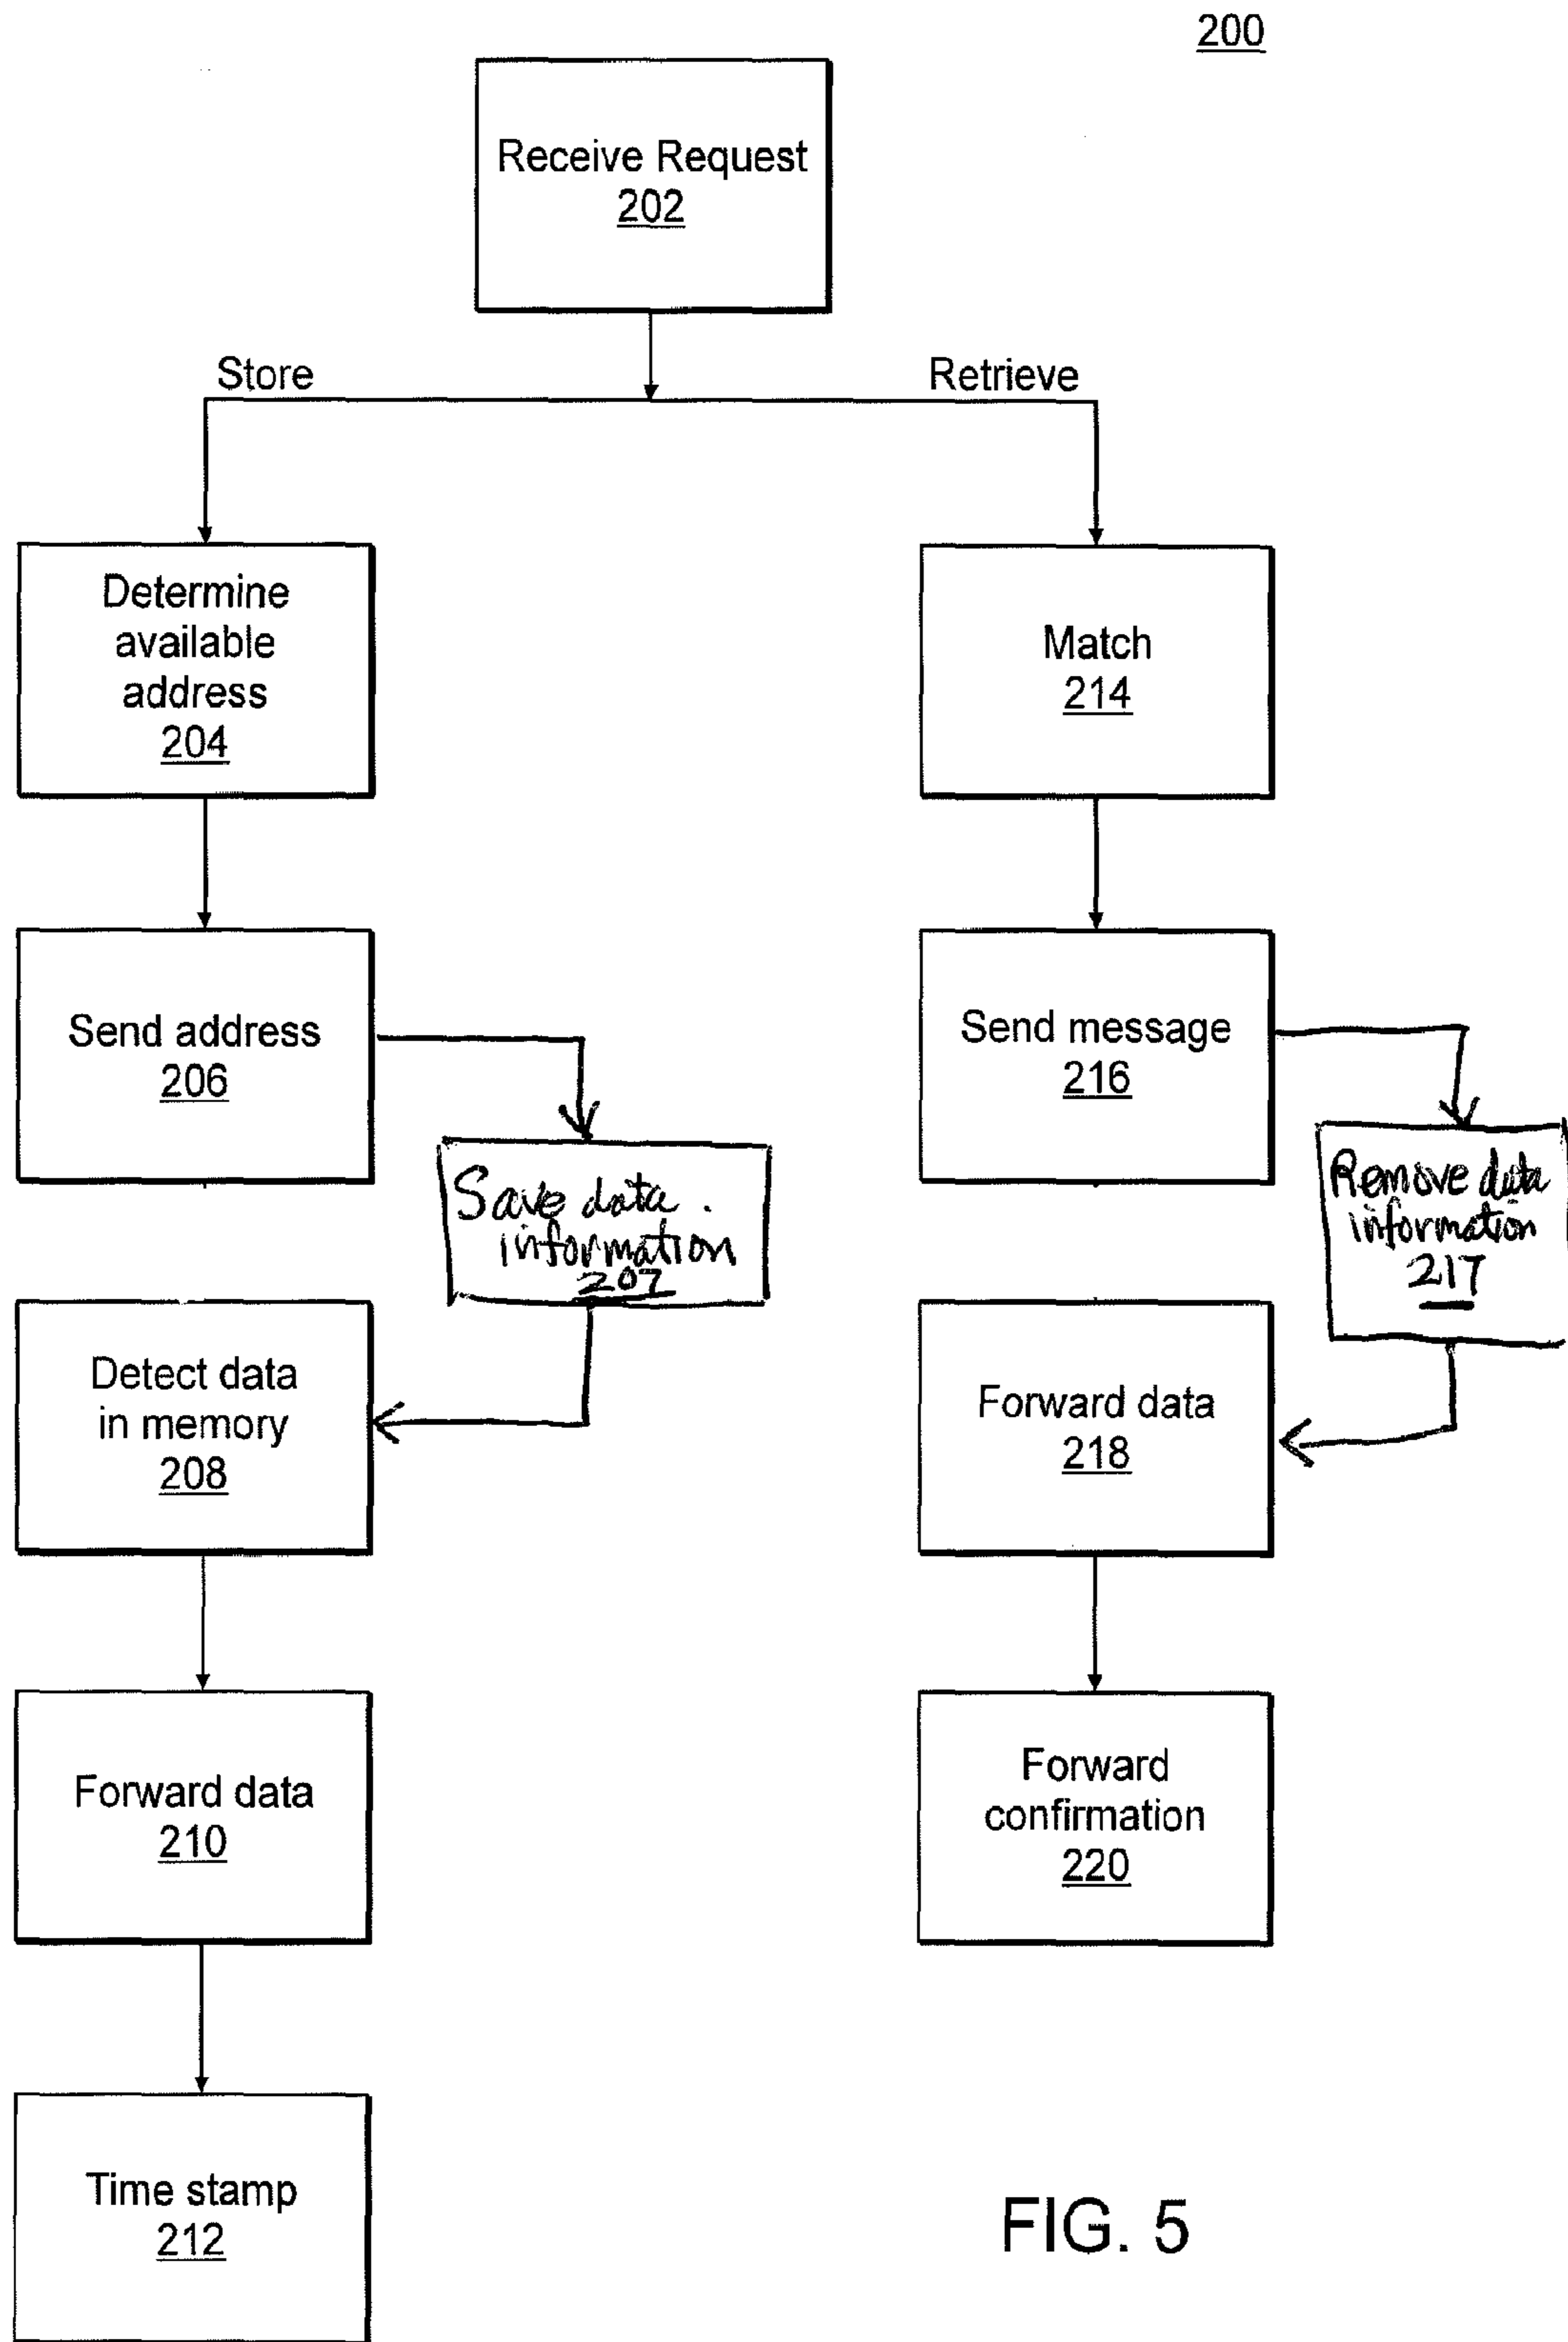 200
Receive Request
202
Store
Retrieve
Determine
available
address
204
Send address
206
Save data
information
207
Detect data
in memory
208
Forward data
210
Time stamp
212
Match
214
Send message
216
Remove data
information
217
Forward data
218
Forward
confirmation
220
FIG. 5